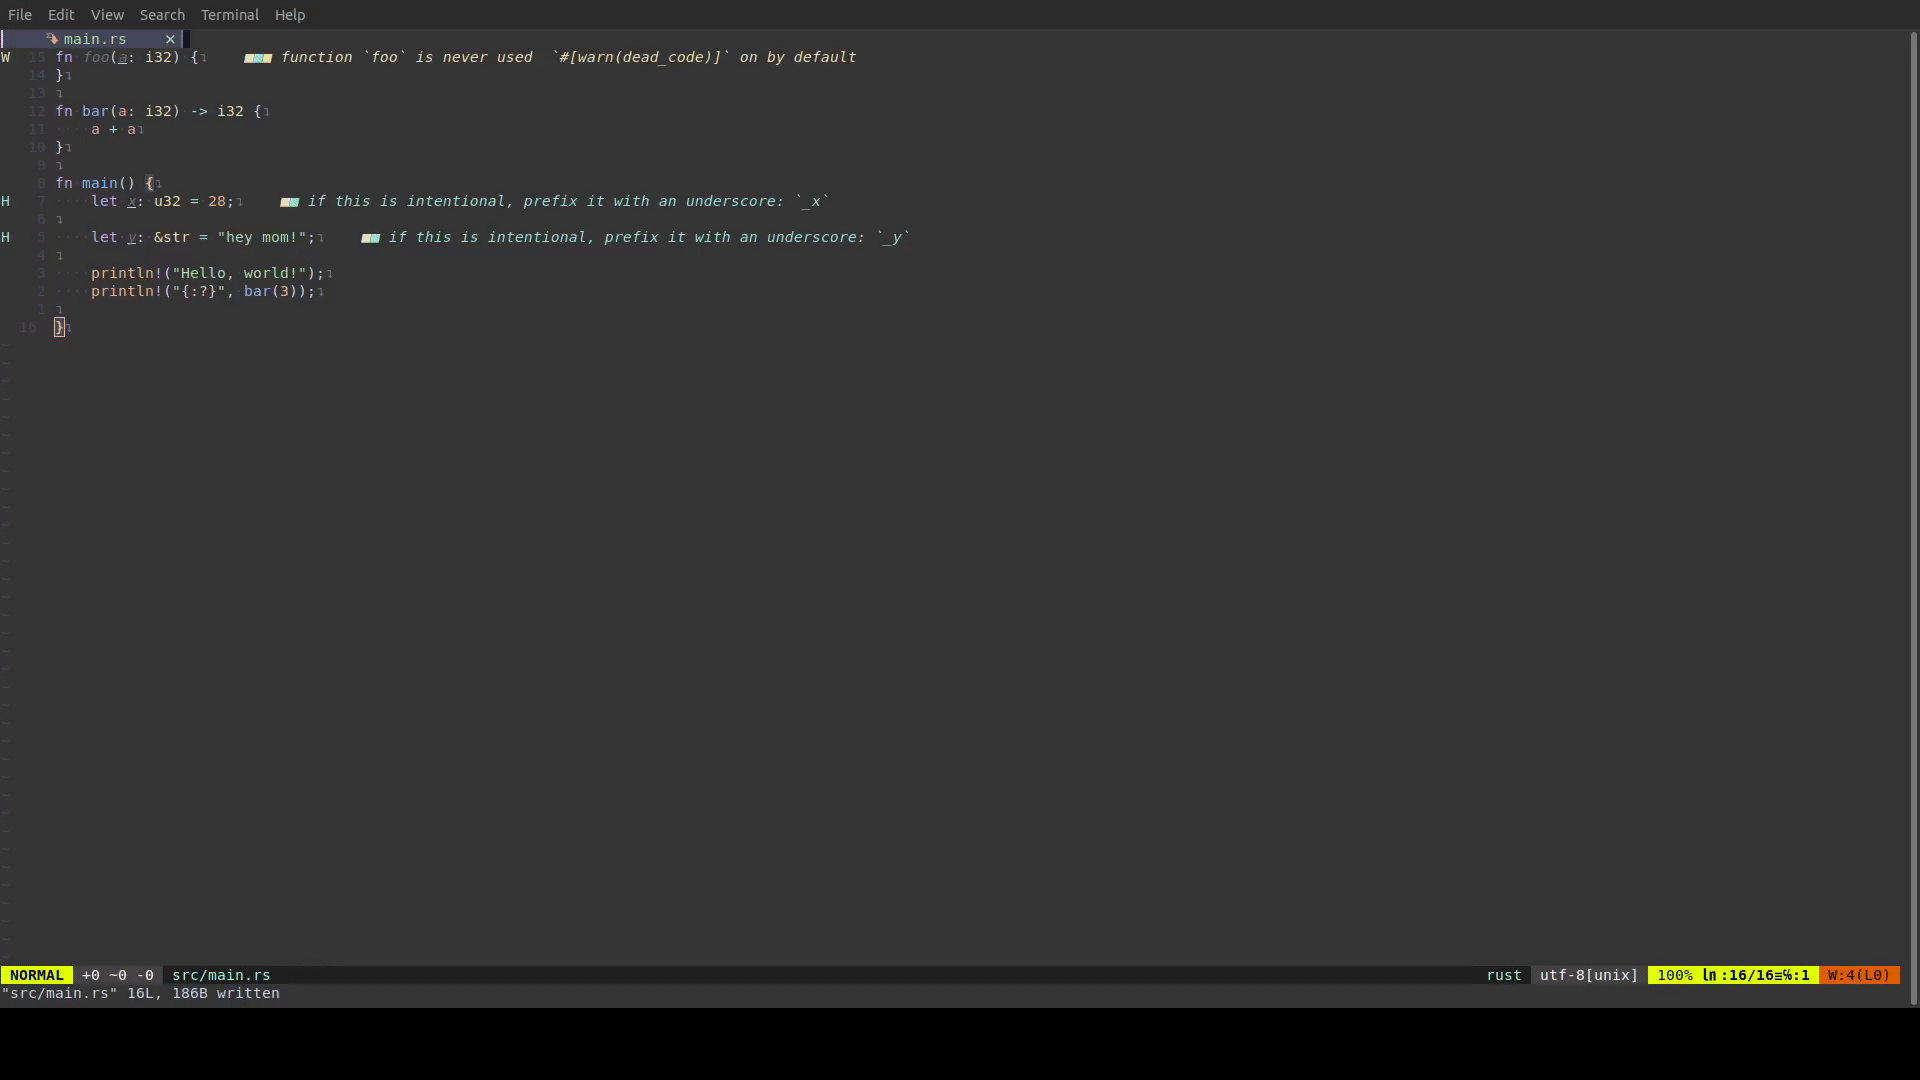 File Edit View Search Terminal Help
main.rs ✕
W 15 fn foo(a: i32) {↴ ■■■ function `foo` is never used `#[warn(dead_code)]` on by default
14 }↴
13 ↴
12 fn bar(a: i32) -> i32 {↴
11 ····a + a↴
10 }↴
9 ↴
8 fn main() {↴
H 7 ····let x: u32 = 28;↴ ■■ if this is intentional, prefix it with an underscore: `_x`
6 ↴
H 5 ····let y: &str = "hey mom!";↴ ■■ if this is intentional, prefix it with an underscore: `_y`
4 ↴
3 ····println!("Hello, world!");↴
2 ····println!("{:?}", bar(3));↴
1 ↴
16 }↴
NORMAL +0 ~0 -0 src/main.rs rust utf-8[unix] 100% ㏑:16/16≡℅:1 W:4(L0)
"src/main.rs" 16L, 186B written